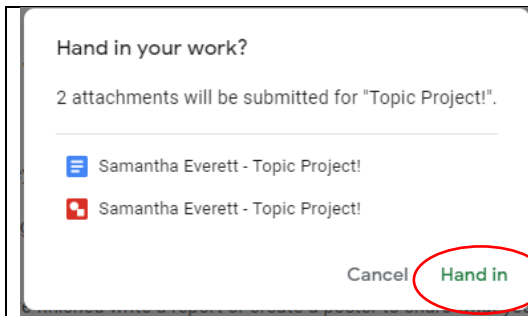 Hand in your work?
2 attachments will be submitted for "Topic Project!".
Samantha Everett - Topic Project!
Samantha Everett - Topic Project!
Cancel Hand in